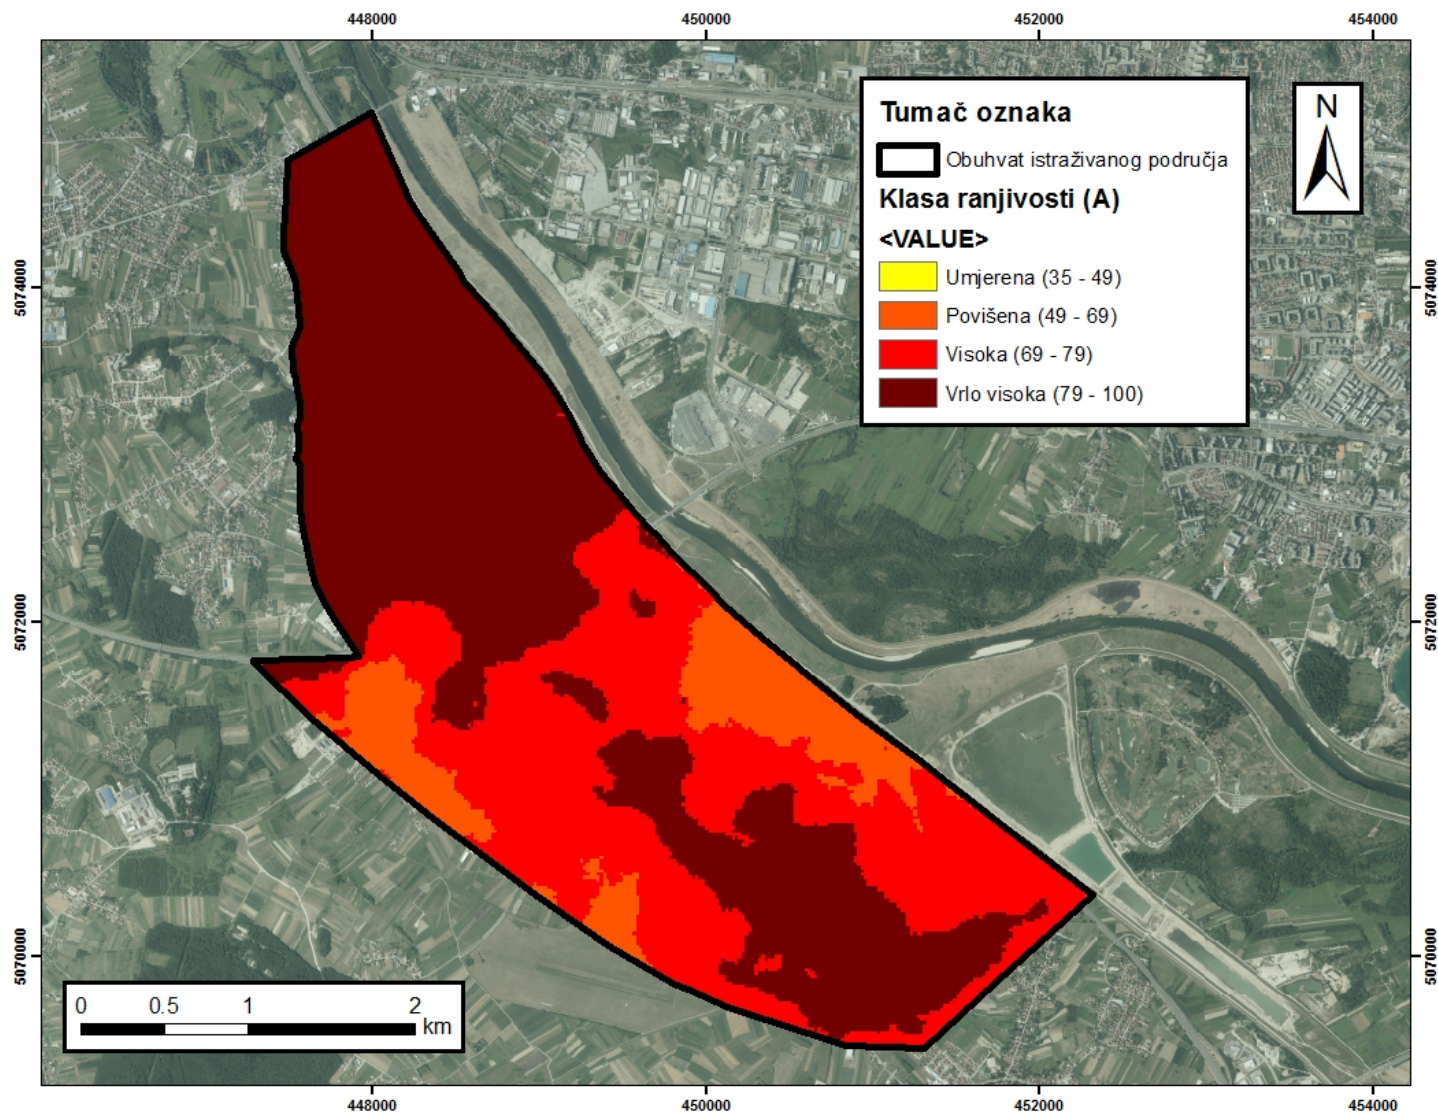 448000
450000
452000
454000
N
Tumač oznaka
Obuhvat istraživanog područja
Klasa ranjivosti (A)
<VALUE>
Umjerena (35 - 49)
Povišena (49 - 69)
Visoka (69 - 79)
Vrlo visoka (79 - 100)
5074000
5074000
5072000
5072000
5070000
5070000
0 0.5 1 2
km
448000
450000
452000
454000